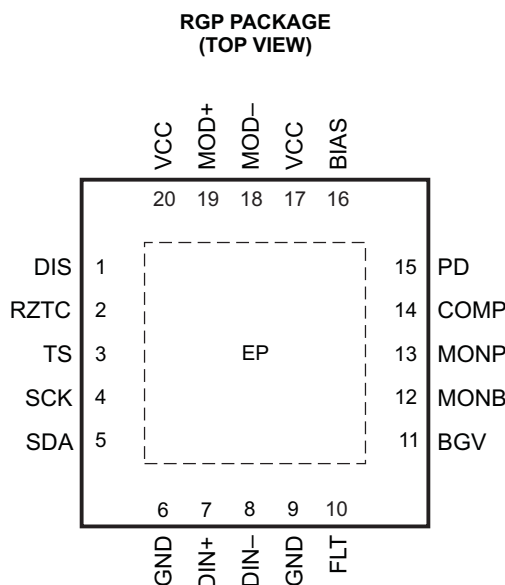 RGP PACKAGE
(TOP VIEW)
VCC
MOD+
MOD–
VCC
BIAS
20 19 18 17 16
DIS 1
15 PD
RZTC 2
14 COMP
TS 3
EP
13 MONP
SCK 4
12 MONB
SDA 5
11 BGV
6 7 8 9 10
GND
DIN+
DIN–
GND
FLT